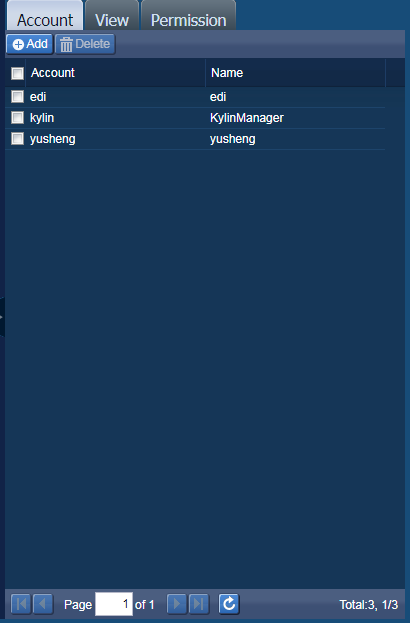 Account View Permission
Add Delete
Account Name
edi edi
kylin KylinManager
yusheng yusheng
Page 1 of 1 Total:3, 1/3